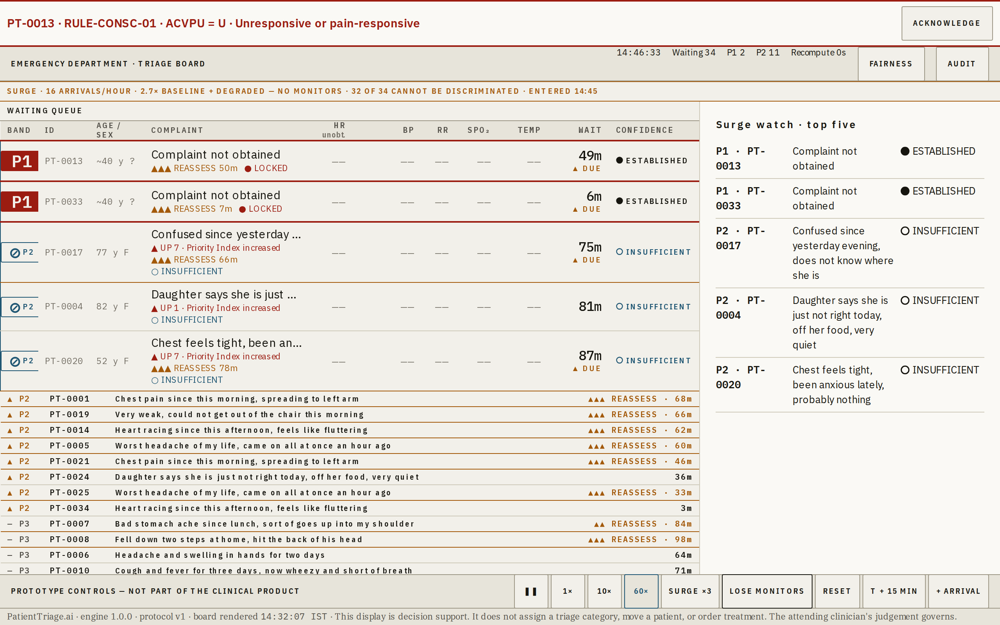 PT-0013 · RULE-CONSC-01 · ACVPU = U · Unresponsive or pain-responsive
ACKNOWLEDGE
EMERGENCY DEPARTMENT · TRIAGE BOARD
14:46:33 Waiting 34 P1 2 P2 11 Recompute 0s
FAIRNESS
AUDIT
SURGE · 16 ARRIVALS/HOUR · 2.7× BASELINE + DEGRADED — NO MONITORS · 32 OF 34 CANNOT BE DISCRIMINATED · ENTERED 14:45
WAITING QUEUE
BAND ID AGE / SEX COMPLAINT HR unobt. BP RR SPO₂ TEMP WAIT CONFIDENCE
P1 PT-0013 ~40 y ? Complaint not obtained —— —— —— —— —— 49m ● ESTABLISHED
▲▲▲ REASSESS 50m ● LOCKED ▲ DUE
P1 PT-0033 ~40 y ? Complaint not obtained —— —— —— —— —— 6m ● ESTABLISHED
▲▲▲ REASSESS 7m ● LOCKED ▲ DUE
⊘ P2 PT-0017 77 y F Confused since yesterday ... —— —— —— —— —— 75m ○ INSUFFICIENT
▲ UP 7 · Priority Index increased
▲▲▲ REASSESS 66m ▲ DUE
○ INSUFFICIENT
⊘ P2 PT-0004 82 y F Daughter says she is just ... —— —— —— —— —— 81m ○ INSUFFICIENT
▲ UP 1 · Priority Index increased
○ INSUFFICIENT
⊘ P2 PT-0020 52 y F Chest feels tight, been an... —— —— —— —— —— 87m ○ INSUFFICIENT
▲ UP 7 · Priority Index increased
▲▲▲ REASSESS 78m ▲ DUE
○ INSUFFICIENT
▲ P2 PT-0001 Chest pain since this morning, spreading to left arm ▲▲▲ REASSESS · 68m
▲ P2 PT-0019 Very weak, could not get out of the chair this morning ▲▲▲ REASSESS · 66m
▲ P2 PT-0014 Heart racing since this afternoon, feels like fluttering ▲▲▲ REASSESS · 62m
▲ P2 PT-0005 Worst headache of my life, came on all at once an hour ago ▲▲▲ REASSESS · 60m
▲ P2 PT-0021 Chest pain since this morning, spreading to left arm ▲▲▲ REASSESS · 46m
▲ P2 PT-0024 Daughter says she is just not right today, off her food, very quiet 36m
▲ P2 PT-0025 Worst headache of my life, came on all at once an hour ago ▲▲▲ REASSESS · 33m
▲ P2 PT-0034 Heart racing since this afternoon, feels like fluttering 3m
— P3 PT-0007 Bad stomach ache since lunch, sort of goes up into my shoulder ▲▲ REASSESS · 84m
— P3 PT-0008 Fell down two steps at home, hit the back of his head ▲▲▲ REASSESS · 98m
— P3 PT-0006 Headache and swelling in hands for two days 64m
— P3 PT-0010 Cough and fever for three days, now wheezy and short of breath 71m
Surge watch · top five
P1 · PT- Complaint not ● ESTABLISHED
0013 obtained
P1 · PT- Complaint not ● ESTABLISHED
0033 obtained
P2 · PT- Confused since ○ INSUFFICIENT
0017 yesterday evening,
does not know where
she is
P2 · PT- Daughter says she is ○ INSUFFICIENT
0004 just not right today,
off her food, very
quiet
P2 · PT- Chest feels tight, ○ INSUFFICIENT
0020 been anxious lately,
probably nothing
PROTOTYPE CONTROLS — NOT PART OF THE CLINICAL PRODUCT
❚❚ 1× 10× 60× SURGE ×3 LOSE MONITORS RESET T + 15 MIN + ARRIVAL
PatientTriage.ai · engine 1.0.0 · protocol v1 · board rendered 14:32:07 IST · This display is decision support. It does not assign a triage category, move a patient, or order treatment. The attending clinician's judgement governs.